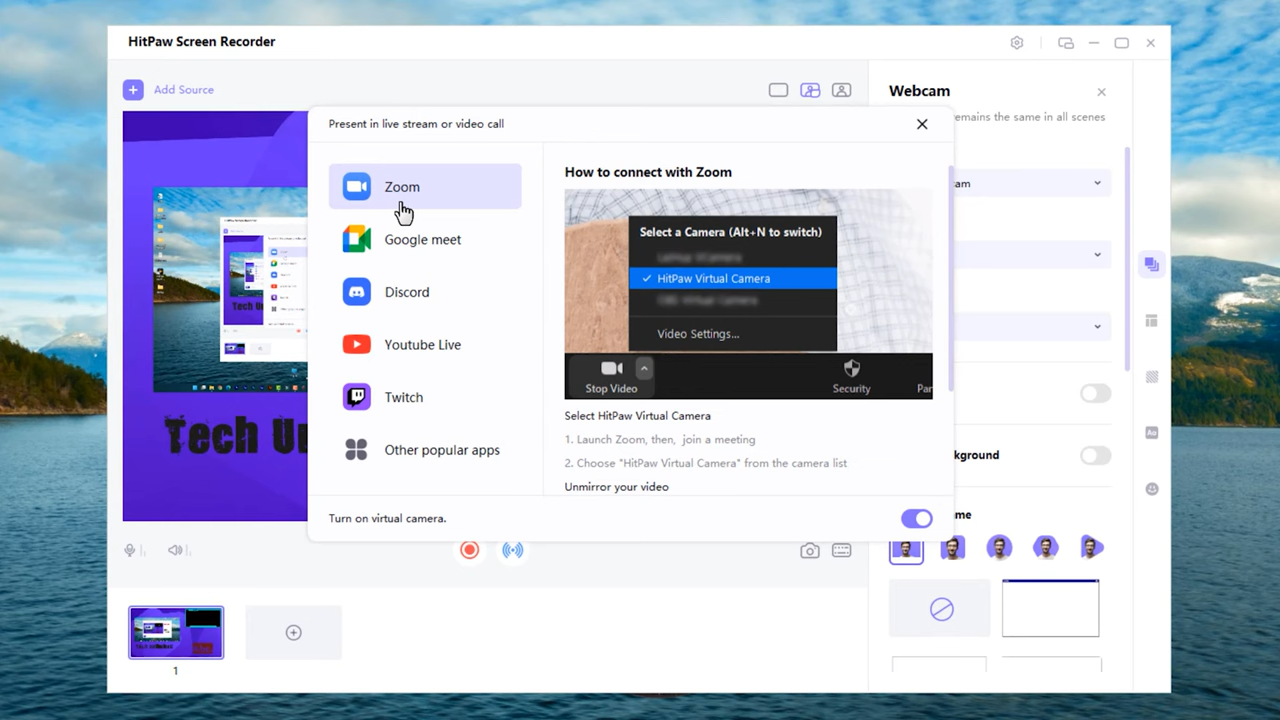 HitPaw Screen Recorder
Add Source
Webcam
emains the same in all scenes
Present in live stream or video call
Zoom
Google meet
Discord
Youtube Live
Twitch
Other popular apps
How to connect with Zoom
Select a Camera (Alt+N to switch)
HitPaw Virtual Camera
Video Settings...
Stop Video
Security
Par
Select HitPaw Virtual Camera
1. Launch Zoom, then, join a meeting
2. Choose "HitPaw Virtual Camera" from the camera list
Unmirror your video
Turn on virtual camera.
am
kground
me
Tech Un
1